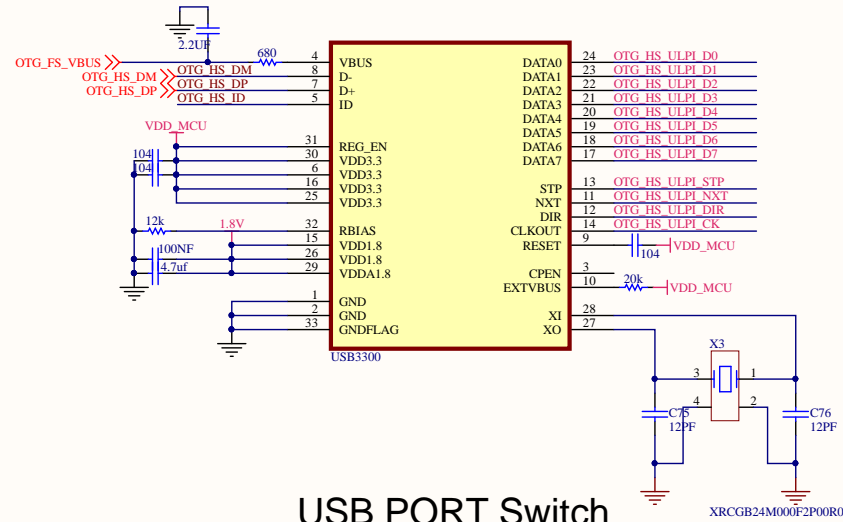 2.2UF
680
OTG_FS_VBUS
4 VBUS
OTG_HS_DM OTG_HS_DM 8 D-
OTG_HS_DP OTG_HS_DP 7 D+
OTG_HS_ID 5 ID
VDD_MCU
31 REG_EN
104 30 VDD3.3
104 6 VDD3.3
16 VDD3.3
25 VDD3.3
12k 1.8V 32 RBIAS
15 VDD1.8
100NF 26 VDD1.8
4.7uf 29 VDDA1.8
1 GND
2 GND
33 GNDFLAG
USB3300
DATA0 24 OTG_HS_ULPI_D0
DATA1 23 OTG_HS_ULPI_D1
DATA2 22 OTG_HS_ULPI_D2
DATA3 21 OTG_HS_ULPI_D3
DATA4 20 OTG_HS_ULPI_D4
DATA5 19 OTG_HS_ULPI_D5
DATA6 18 OTG_HS_ULPI_D6
DATA7 17 OTG_HS_ULPI_D7
STP 13 OTG_HS_ULPI_STP
NXT 11 OTG_HS_ULPI_NXT
DIR 12 OTG_HS_ULPI_DIR
CLKOUT 14 OTG_HS_ULPI_CK
RESET 9 104 VDD_MCU
CPEN 3
EXTVBUS 10 20k VDD_MCU
XI 28
XO 27
X3
3 1
4 2
C75
12PF
C76
12PF
XRCGB24M000F2P00R0
USB PORT Switch